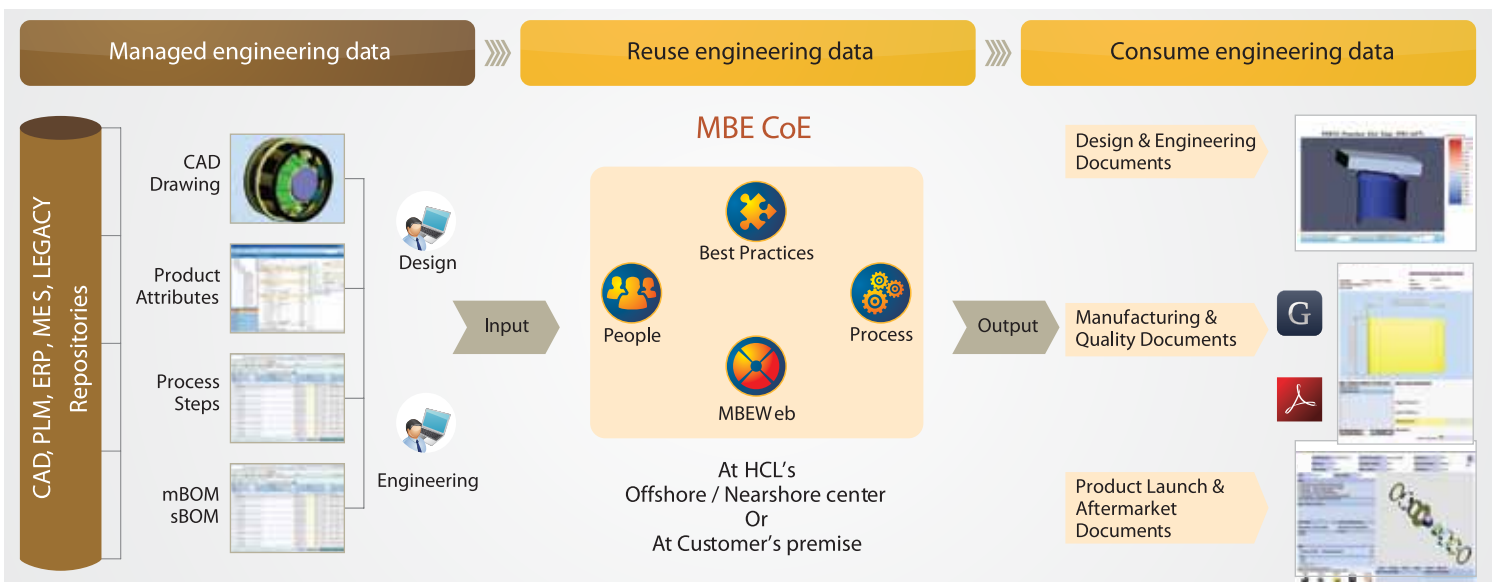 Managed engineering data
Reuse engineering data
Consume engineering data
CAD, PLM, ERP, MES, LEGACY
Repositories
CAD
Drawing
Product
Attributes
Process
Steps
mBOM
sBOM
Design
Engineering
Input
MBE CoE
Best Practices
People
Process
MBEWeb
At HCL's
Offshore / Nearshore center
Or
At Customer's premise
Output
Design & Engineering
Documents
Manufacturing &
Quality Documents
G
Product Launch &
Aftermarket
Documents